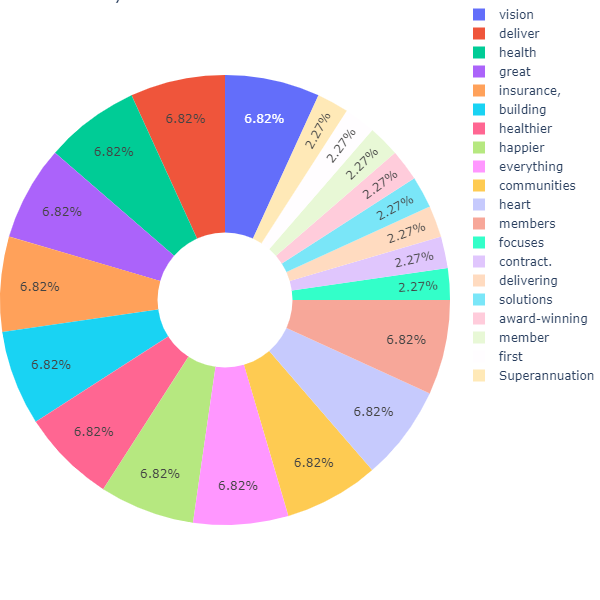 vision
deliver
health
great
insurance,
building
healthier
happier
everything
communities
heart
members
focuses
contract.
delivering
solutions
award-winning
member
first
Superannuation
6.82%
6.82%
6.82%
6.82%
6.82%
6.82%
6.82%
6.82%
6.82%
6.82%
6.82%
6.82%
2.27%
2.27%
2.27%
2.27%
2.27%
2.27%
2.27%
2.27%